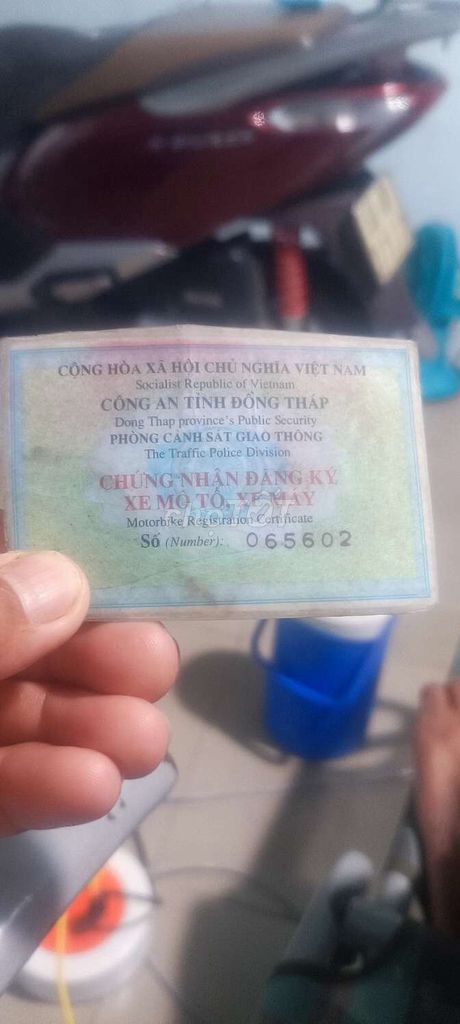 CỘNG HÒA XÃ HỘI CHỦ NGHĨA VIỆT NAM
Socialist Republic of Vietnam
CÔNG AN TỈNH ĐỒNG THÁP
Dong Thap province's Public Security
PHÒNG CẢNH SÁT GIAO THÔNG
The Traffic Police Division
CHỨNG NHẬN ĐĂNG KÝ
XE MÔ TÔ, XE MÁY
Motorbike Registration Certificate
Số (Number): 065602